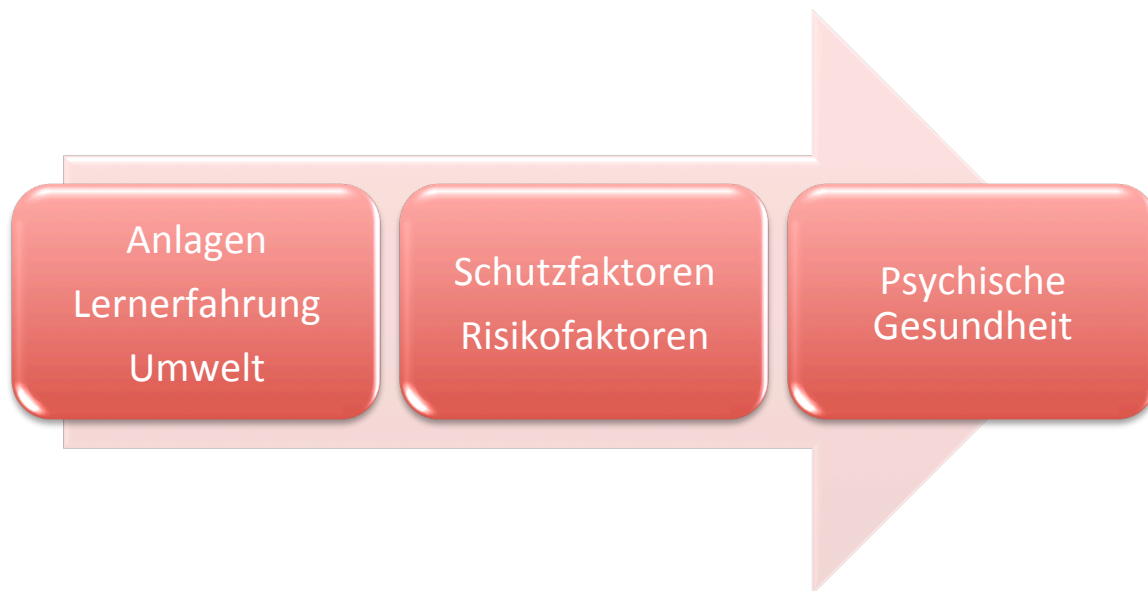 Anlagen
Lernerfahrung
Umwelt
Schutzfaktoren
Risikofaktoren
Psychische
Gesundheit